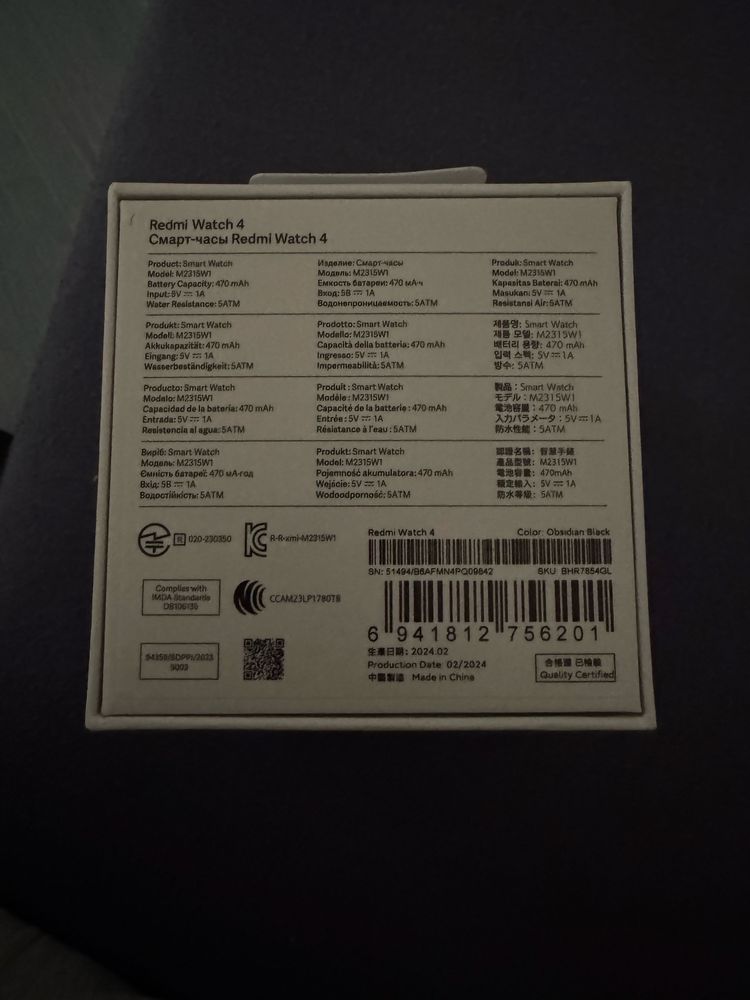 Redmi Watch 4
Смарт-часы Redmi Watch 4
Product: Smart Watch
Model: M2315W1
Battery Capacity: 470 mAh
Input: 5V ⎓ 1A
Water Resistance: 5ATM
Изделие: Смарт-часы
Модель: M2315W1
Емкость батареи: 470 мА·ч
Вход: 5В ⎓ 1A
Водонепроницаемость: 5ATM
Produk: Smart Watch
Model: M2315W1
Kapasitas Baterai: 470 mAh
Masukan: 5V ⎓ 1A
Resistansi Air: 5ATM
Produkt: Smart Watch
Modell: M2315W1
Akkukapazität: 470 mAh
Eingang: 5V ⎓ 1A
Wasserbeständigkeit: 5ATM
Prodotto: Smart Watch
Modello: M2315W1
Capacità della batteria: 470 mAh
Ingresso: 5V ⎓ 1A
Impermeabilità: 5ATM
제품명: Smart Watch
제품 모델: M2315W1
배터리 용량: 470 mAh
입력 스펙: 5V ⎓ 1A
방수: 5ATM
Producto: Smart Watch
Modelo: M2315W1
Capacidad de la batería: 470 mAh
Entrada: 5V ⎓ 1A
Resistencia al agua: 5ATM
Produit : Smart Watch
Modèle : M2315W1
Capacité de la batterie : 470 mAh
Entrée : 5V ⎓ 1A
Résistance à l'eau : 5ATM
製品：Smart Watch
モデル：M2315W1
電池容量：470 mAh
入力パラメータ：5V ⎓ 1A
防水性能：5ATM
Виріб: Smart Watch
Модель: M2315W1
Ємність батареї: 470 мА·год
Вхід: 5В ⎓ 1A
Водостійкість: 5ATM
Produkt: Smart Watch
Model: M2315W1
Pojemność akumulatora: 470 mAh
Wejście: 5V ⎓ 1A
Wodoodporność: 5ATM
認證名稱：智慧手錶
產品型號：M2315W1
電池容量：470mAh
額定輸入：5V ⎓ 1A
防水等級：5ATM
R 020-230350
R-R-xmi-M2315W1
Complies with
IMDA Standards
DB106135
CCAM23LP1780T8
94359/SDPPI/2023
5003
Redmi Watch 4 Color: Obsidian Black
SN: 51494/B6AFMN4PQ09842 SKU: BHR7854GL
6 941812 756201
生產日期：2024.02
Production Date: 02/2024
中國製造 Made in China
合格證 已檢驗
Quality Certified